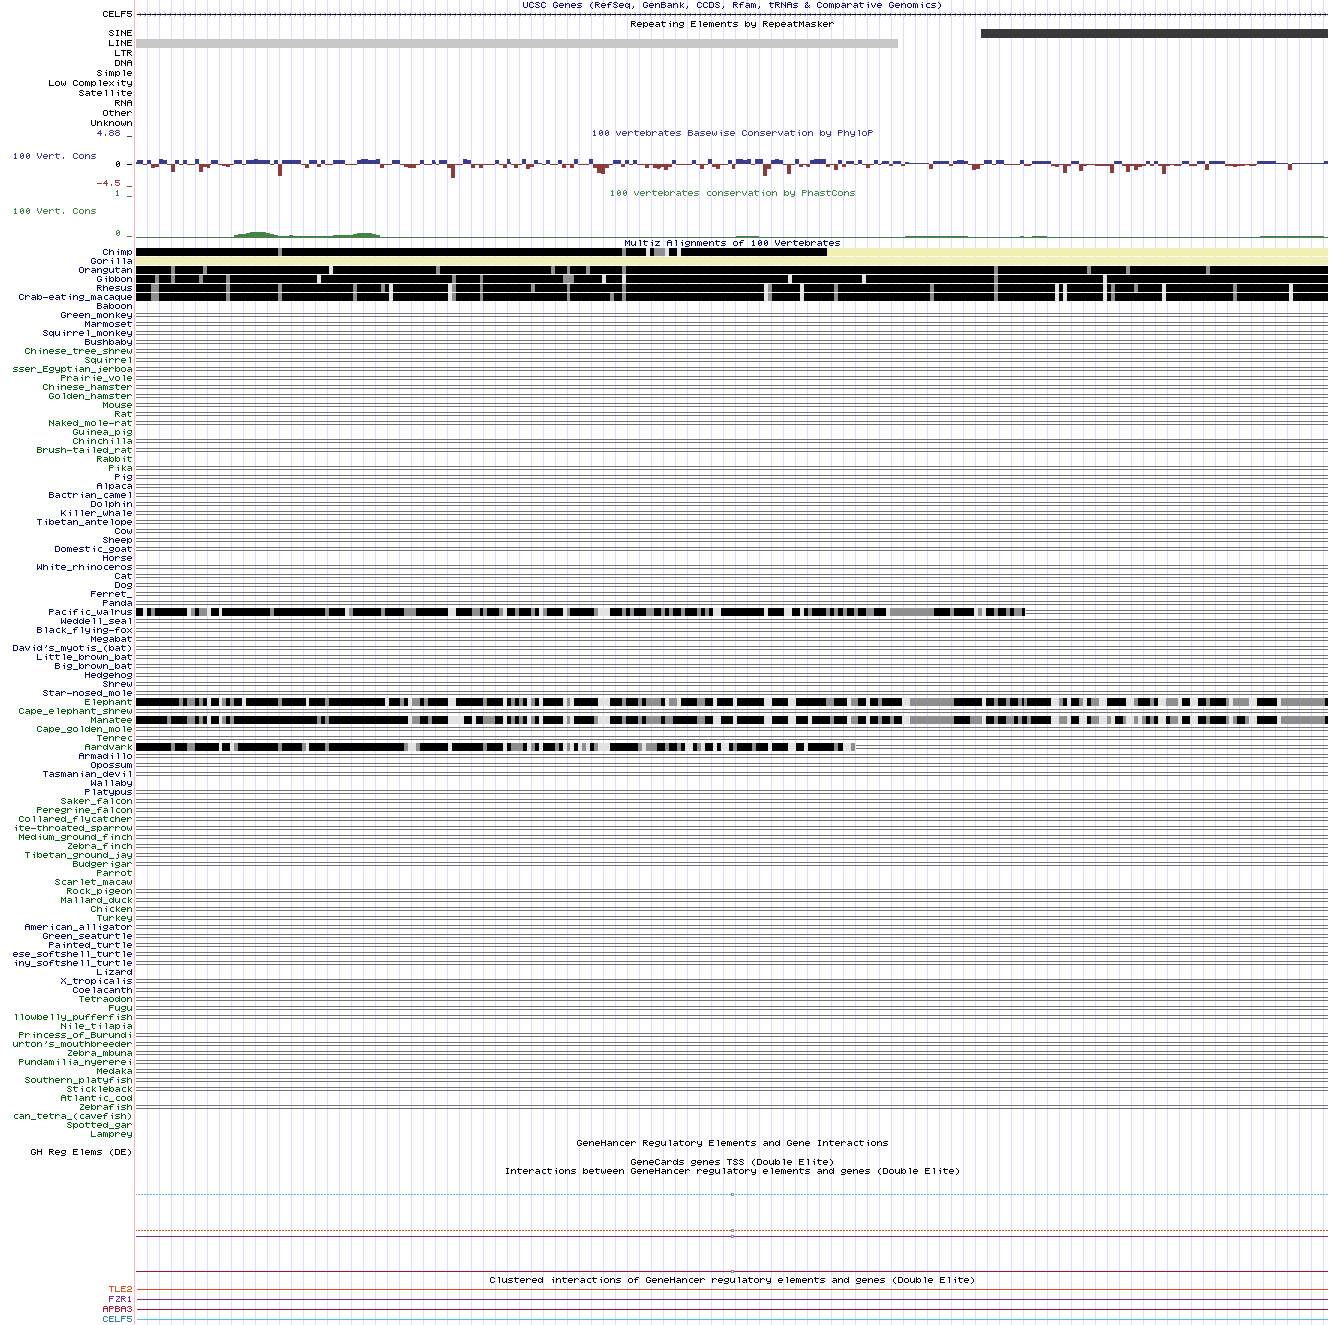 UCSC Genes (RefSeq, GenBank, CCDS, Rfam, tRNAs & Comparative Genomics)
CELF5
Repeating Elements by RepeatMasker
SINE
LINE
LTR
DNA
Simple
Low Complexity
Satellite
RNA
Other
Unknown
4.88 _
100 vertebrates Basewise Conservation by PhyloP
100 Vert. Cons
0 _
-4.5 _
1 _
100 vertebrates conservation by PhastCons
100 Vert. Cons
0 _
Multiz Alignments of 100 Vertebrates
Chimp
Gorilla
Orangutan
Gibbon
Rhesus
Crab-eating_macaque
Baboon
Green_monkey
Marmoset
Squirrel_monkey
Bushbaby
Chinese_tree_shrew
Squirrel
sser_Egyptian_jerboa
Prairie_vole
Chinese_hamster
Golden_hamster
Mouse
Rat
Naked_mole-rat
Guinea_pig
Chinchilla
Brush-tailed_rat
Rabbit
Pika
Pig
Alpaca
Bactrian_camel
Dolphin
Killer_whale
Tibetan_antelope
Cow
Sheep
Domestic_goat
Horse
White_rhinoceros
Cat
Dog
Ferret_
Panda
Pacific_walrus
Weddell_seal
Black_flying-fox
Megabat
David's_myotis_(bat)
Little_brown_bat
Big_brown_bat
Hedgehog
Shrew
Star-nosed_mole
Elephant
Cape_elephant_shrew
Manatee
Cape_golden_mole
Tenrec
Aardvark
Armadillo
Opossum
Tasmanian_devil
Wallaby
Platypus
Saker_falcon
Peregrine_falcon
Collared_flycatcher
ite-throated_sparrow
Medium_ground_finch
Zebra_finch
Tibetan_ground_jay
Budgerigar
Parrot
Scarlet_macaw
Rock_pigeon
Mallard_duck
Chicken
Turkey
American_alligator
Green_seaturtle
Painted_turtle
ese_softshell_turtle
iny_softshell_turtle
Lizard
X_tropicalis
Coelacanth
Tetraodon
Fugu
llowbelly_pufferfish
Nile_tilapia
Princess_of_Burundi
urton's_mouthbreeder
Zebra_mbuna
Pundamilia_nyererei
Medaka
Southern_platyfish
Stickleback
Atlantic_cod
Zebrafish
can_tetra_(cavefish)
Spotted_gar
Lamprey
GeneHancer Regulatory Elements and Gene Interactions
GH Reg Elems (DE)
GeneCards genes TSS (Double Elite)
Interactions between GeneHancer regulatory elements and genes (Double Elite)
Clustered interactions of GeneHancer regulatory elements and genes (Double Elite)
TLE2
FZR1
APBA3
CELF5